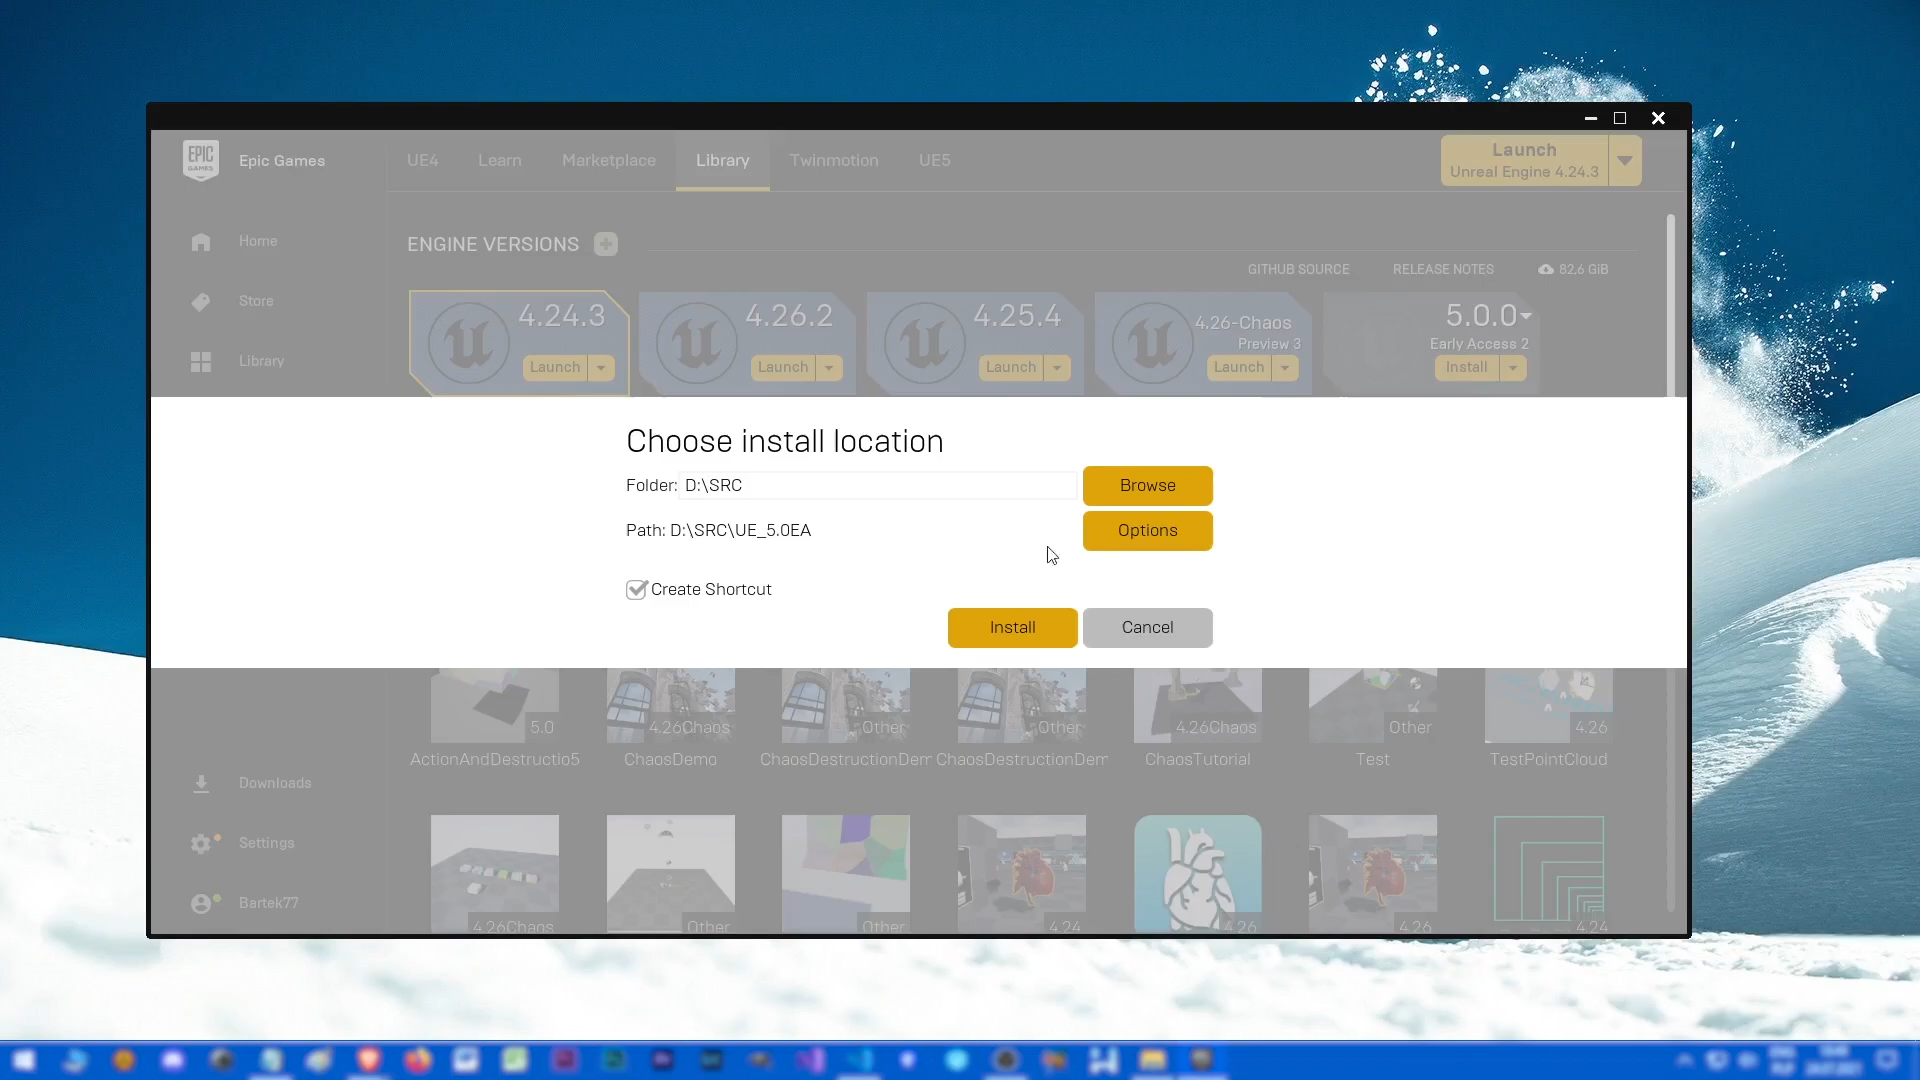 EPIC
GAMES
Epic Games
UE4
Learn
Marketplace
Library
Twinmotion
UE5
Launch
Unreal Engine 4.24.3
Home
Store
Library
ENGINE VERSIONS
GITHUB SOURCE
RELEASE NOTES
82,6 GiB
4.24.3
Launch
4.26.2
Launch
4.25.4
Launch
4.26-Chaos
Preview 3
Launch
5.0.0
Early Access 2
Install
Choose install location
Folder: D:\SRC
Browse
Path: D:\SRC\UE_5.0EA
Options
Create Shortcut
Install
Cancel
5.0
4.26Chaos
Other
Other
4.26Chaos
Other
4.26
ActionAndDestructio5
ChaosDemo
ChaosDestructionDem
ChaosDestructionDem
ChaosTutorial
Test
TestPointCloud
Downloads
Settings
Bartek77
4.26Chaos
Other
Other
4.24
4.26
4.26
4.24